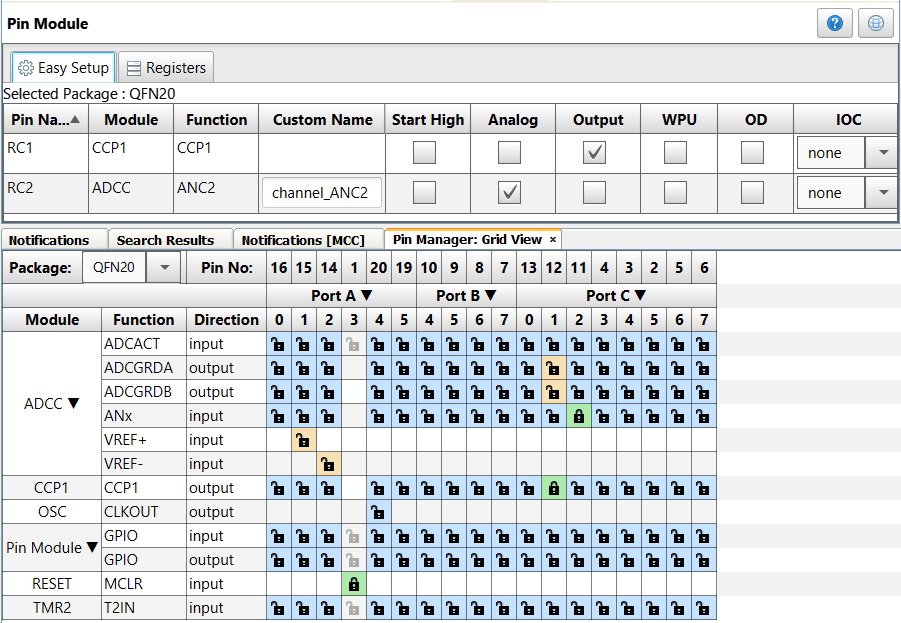 Pin Module
Easy Setup Registers
Selected Package : QFN20
Pin Na... Module Function Custom Name Start High Analog Output WPU OD IOC
RC1 CCP1 CCP1 none
RC2 ADCC ANC2 channel_ANC2 none
Notifications Search Results Notifications [MCC] Pin Manager: Grid View ×
Package: QFN20 Pin No: 16 15 14 1 20 19 10 9 8 7 13 12 11 4 3 2 5 6
Port A ▼ Port B ▼ Port C ▼
Module Function Direction 0 1 2 3 4 5 4 5 6 7 0 1 2 3 4 5 6 7
ADCC ▼ ADCACT input
ADCGRDA output
ADCGRDB output
ANx input
VREF+ input
VREF- input
CCP1 CCP1 output
OSC CLKOUT output
Pin Module ▼ GPIO input
GPIO output
RESET MCLR input
TMR2 T2IN input